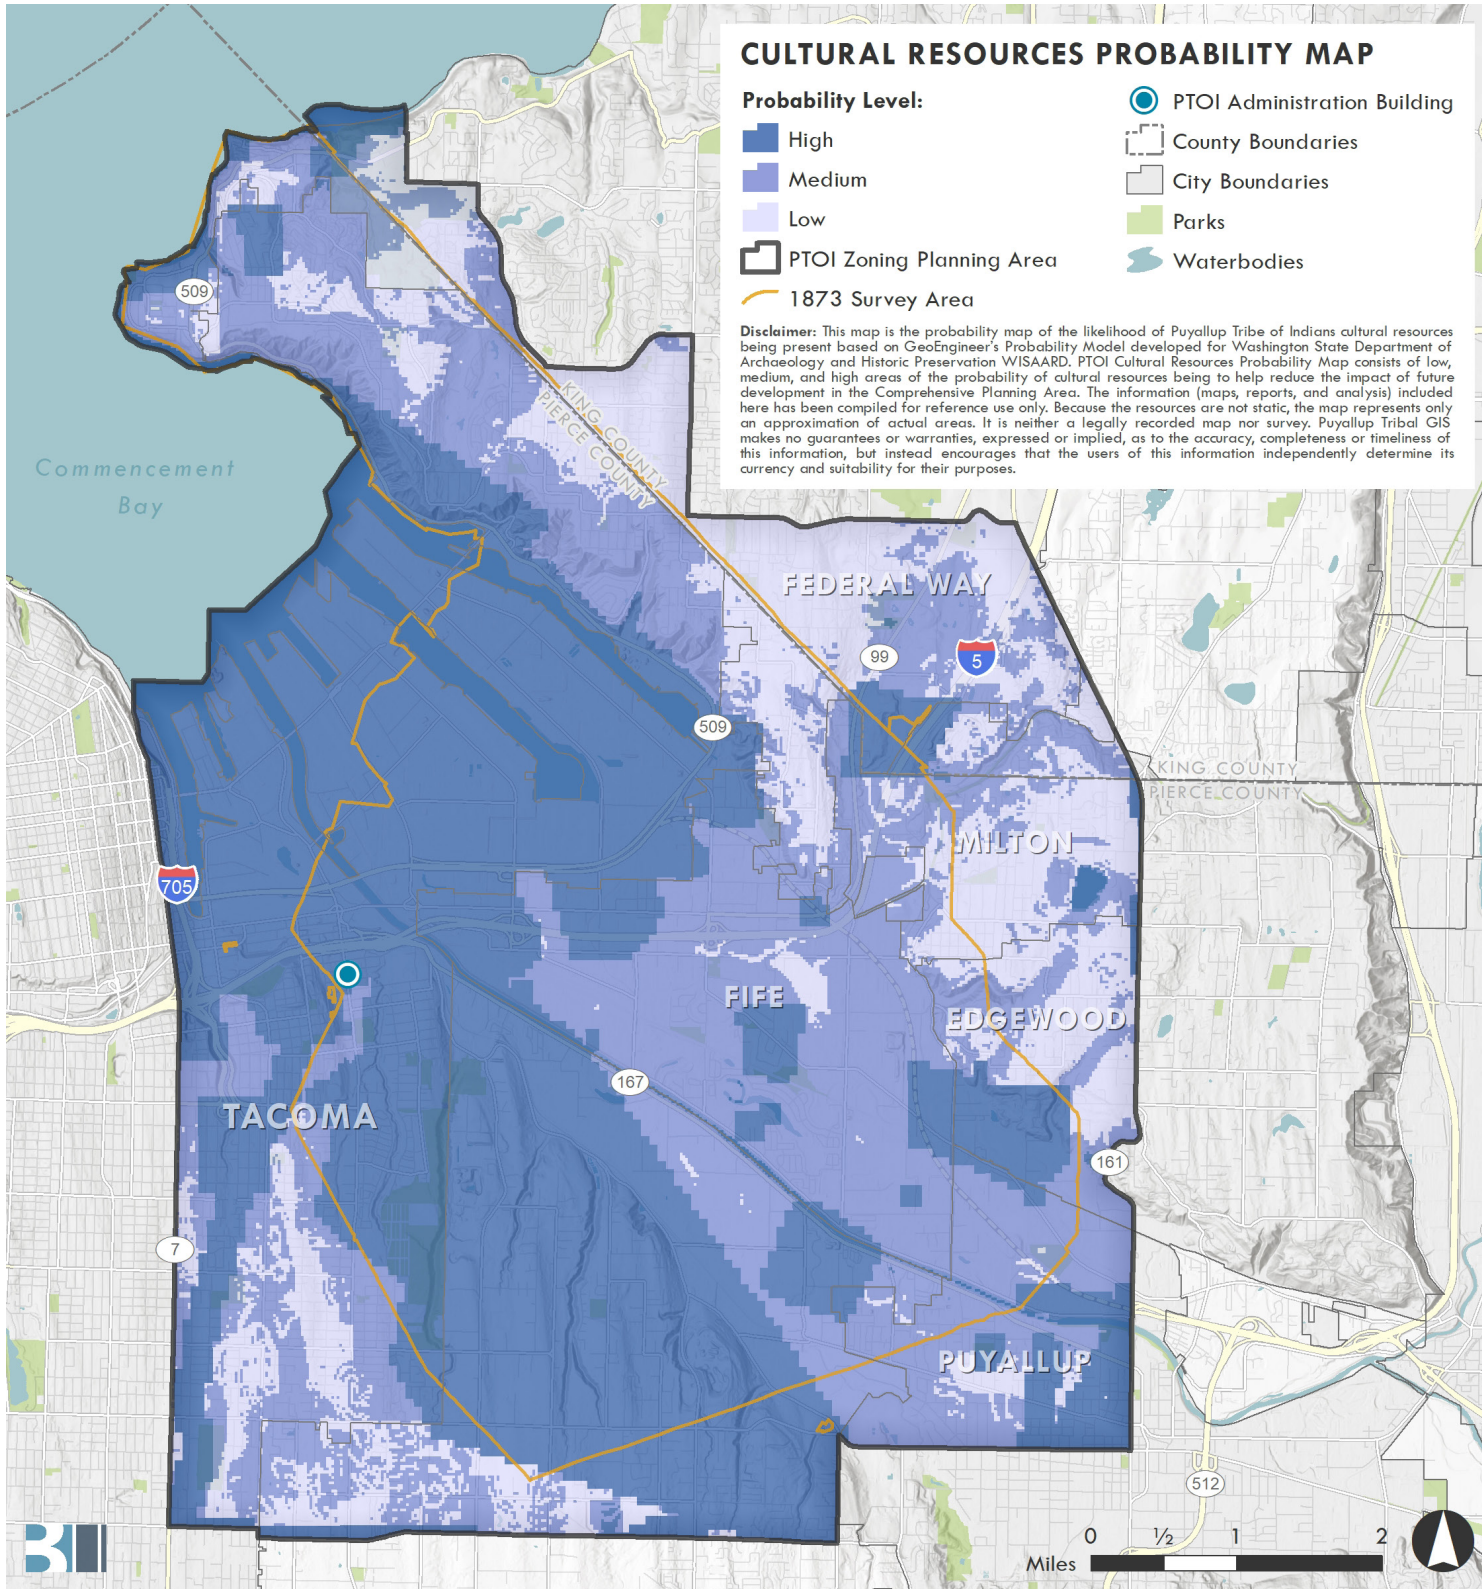 CULTURAL RESOURCES PROBABILITY MAP
Probability Level:
High
Medium
Low
PTOI Zoning Planning Area
1873 Survey Area
PTOI Administration Building
County Boundaries
City Boundaries
Parks
Waterbodies
Disclaimer: This map is the probability map of the likelihood of Puyallup Tribe of Indians cultural resources
being present based on GeoEngineer's Probability Model developed for Washington State Department of
Archaeology and Historic Preservation WISAARD. PTOI Cultural Resources Probability Map consists of low,
medium, and high areas of the probability of cultural resources being to help reduce the impact of future
development in the Comprehensive Planning Area. The information (maps, reports, and analysis) included
here has been compiled for reference use only. Because the resources are not static, the map represents only
an approximation of actual areas. It is neither a legally recorded map nor survey. Puyallup Tribal GIS
makes no guarantees or warranties, expressed or implied, as to the accuracy, completeness or timeliness of
this information, but instead encourages that the users of this information independently determine its
currency and suitability for their purposes.
509
KING COUNTY
PIERCE COUNTY
Commencement
Bay
FEDERAL WAY
99
5
509
KING COUNTY
PIERCE COUNTY
MILTON
705
FIFE
EDGEWOOD
167
TACOMA
161
7
PUYALLUP
512
0 ½ 1 2
Miles